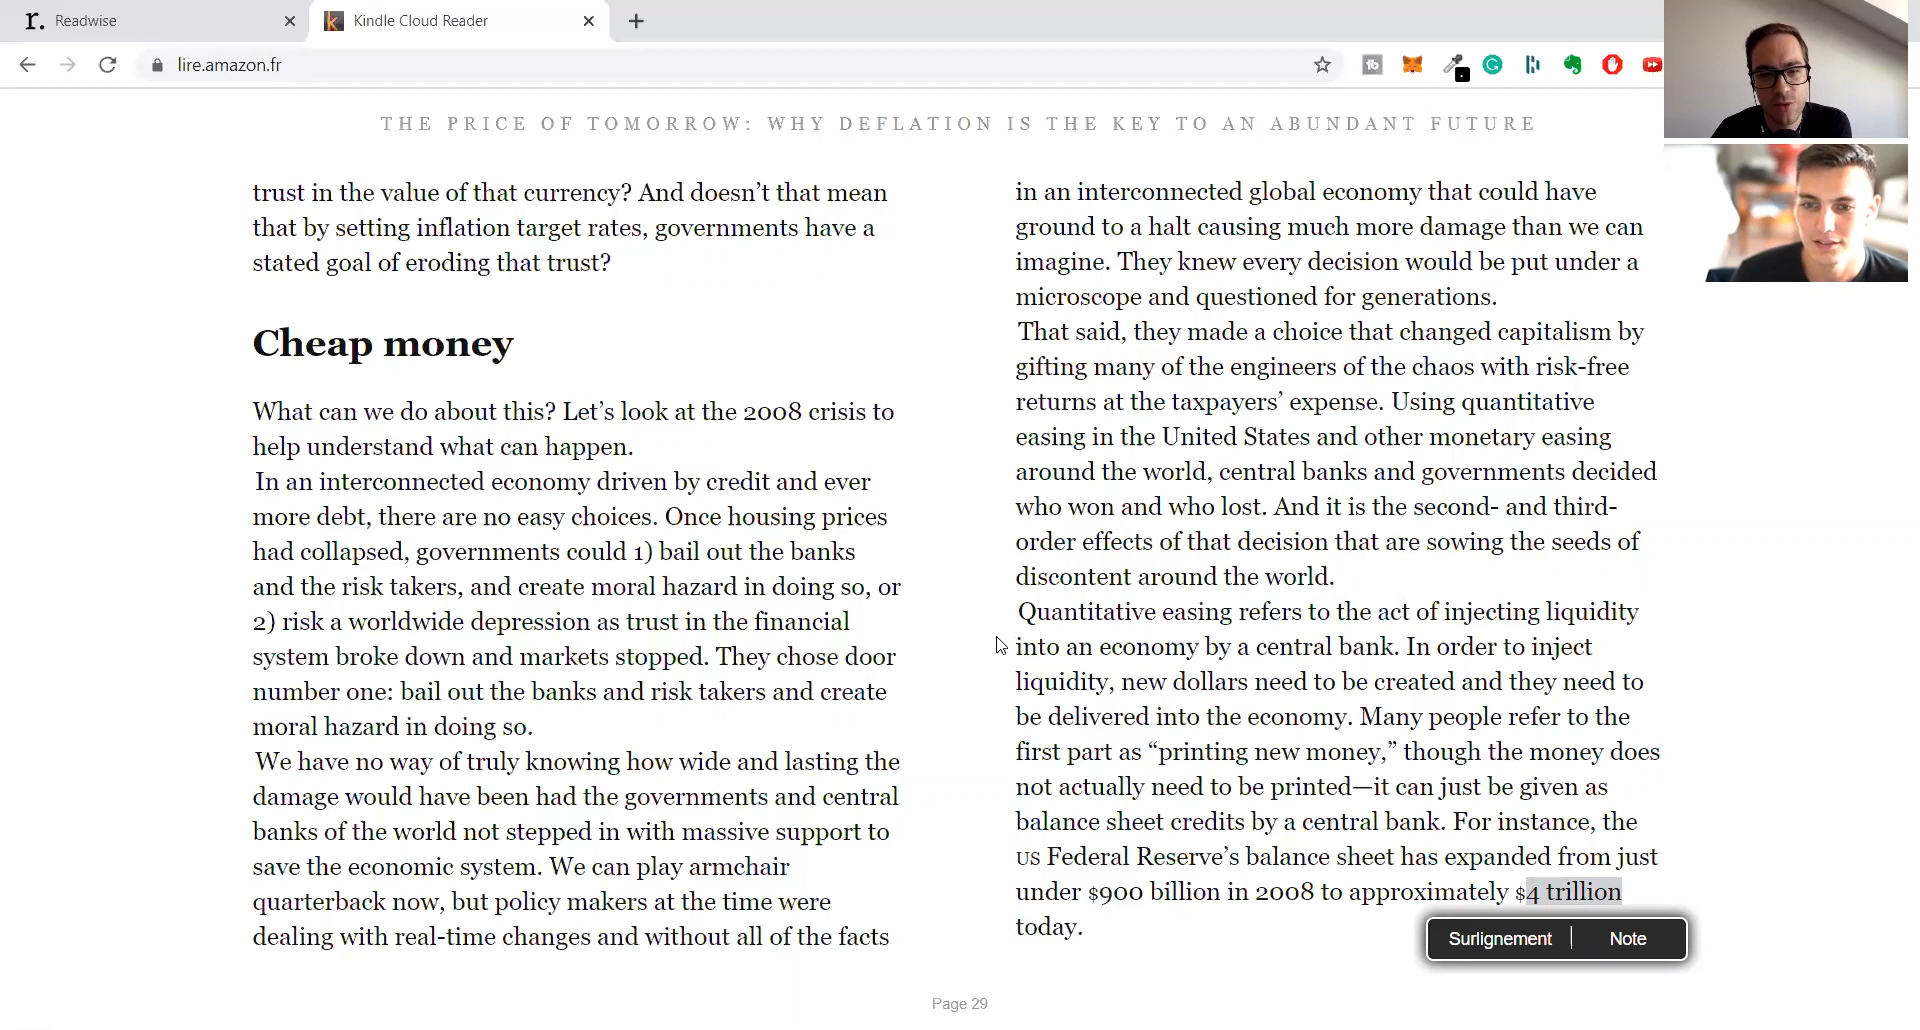 r. Readwise
Kindle Cloud Reader
lire.amazon.fr
THE PRICE OF TOMORROW: WHY DEFLATION IS THE KEY TO AN ABUNDANT FUTURE
trust in the value of that currency? And doesn’t that mean
that by setting inflation target rates, governments have a
stated goal of eroding that trust?
Cheap money
What can we do about this? Let’s look at the 2008 crisis to
help understand what can happen.
In an interconnected economy driven by credit and ever
more debt, there are no easy choices. Once housing prices
had collapsed, governments could 1) bail out the banks
and the risk takers, and create moral hazard in doing so, or
2) risk a worldwide depression as trust in the financial
system broke down and markets stopped. They chose door
number one: bail out the banks and risk takers and create
moral hazard in doing so.
We have no way of truly knowing how wide and lasting the
damage would have been had the governments and central
banks of the world not stepped in with massive support to
save the economic system. We can play armchair
quarterback now, but policy makers at the time were
dealing with real-time changes and without all of the facts
in an interconnected global economy that could have
ground to a halt causing much more damage than we can
imagine. They knew every decision would be put under a
microscope and questioned for generations.
That said, they made a choice that changed capitalism by
gifting many of the engineers of the chaos with risk-free
returns at the taxpayers’ expense. Using quantitative
easing in the United States and other monetary easing
around the world, central banks and governments decided
who won and who lost. And it is the second- and third-
order effects of that decision that are sowing the seeds of
discontent around the world.
Quantitative easing refers to the act of injecting liquidity
into an economy by a central bank. In order to inject
liquidity, new dollars need to be created and they need to
be delivered into the economy. Many people refer to the
first part as “printing new money,” though the money does
not actually need to be printed—it can just be given as
balance sheet credits by a central bank. For instance, the
US Federal Reserve’s balance sheet has expanded from just
under $900 billion in 2008 to approximately $4 trillion
today.
Surlignement
Note
Page 29